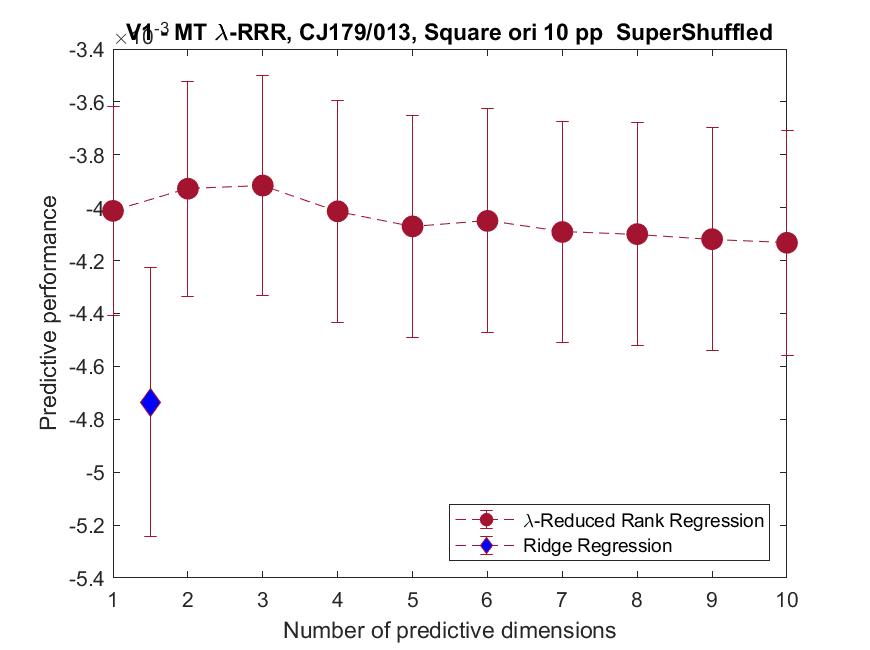 V1 - MT λ-RRR, CJ179/013, Square ori 10 pp  SuperShuffled
×10-3
-3.4
-3.6
-3.8
-4
-4.2
-4.4
-4.6
-4.8
-5
-5.2
-5.4
Predictive performance
λ-Reduced Rank Regression
Ridge Regression
1 2 3 4 5 6 7 8 9 10
Number of predictive dimensions